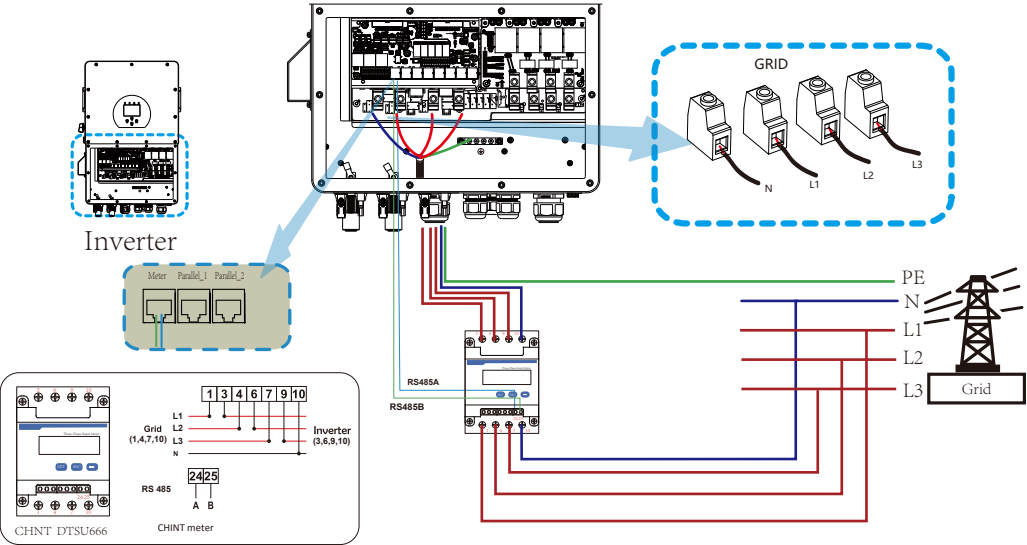 GRID
N
L1
L2
L3
Inverter
Meter Parallel_1 Parallel_2
PE
N
L1
L2
L3
Grid
RS485A
RS485B
1 3 4 6 7 9 10
L1
L2
L3
N
Grid
(1,4,7,10)
Inverter
(3,6,9,10)
24 25
RS 485
A B
CHNT DTSU666
CHINT meter